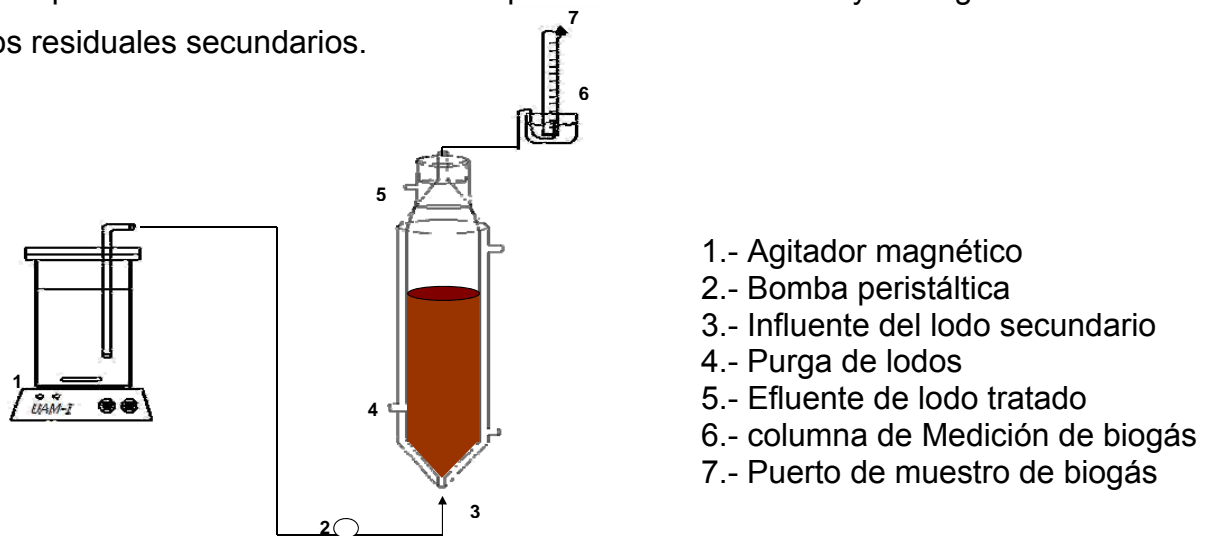 os residuales secundarios.
7
6
5
1
UAM-I
4
3
2
1.- Agitador magnético
2.- Bomba peristáltica
3.- Influente del lodo secundario
4.- Purga de lodos
5.- Efluente de lodo tratado
6.- columna de Medición de biogás
7.- Puerto de muestro de biogás